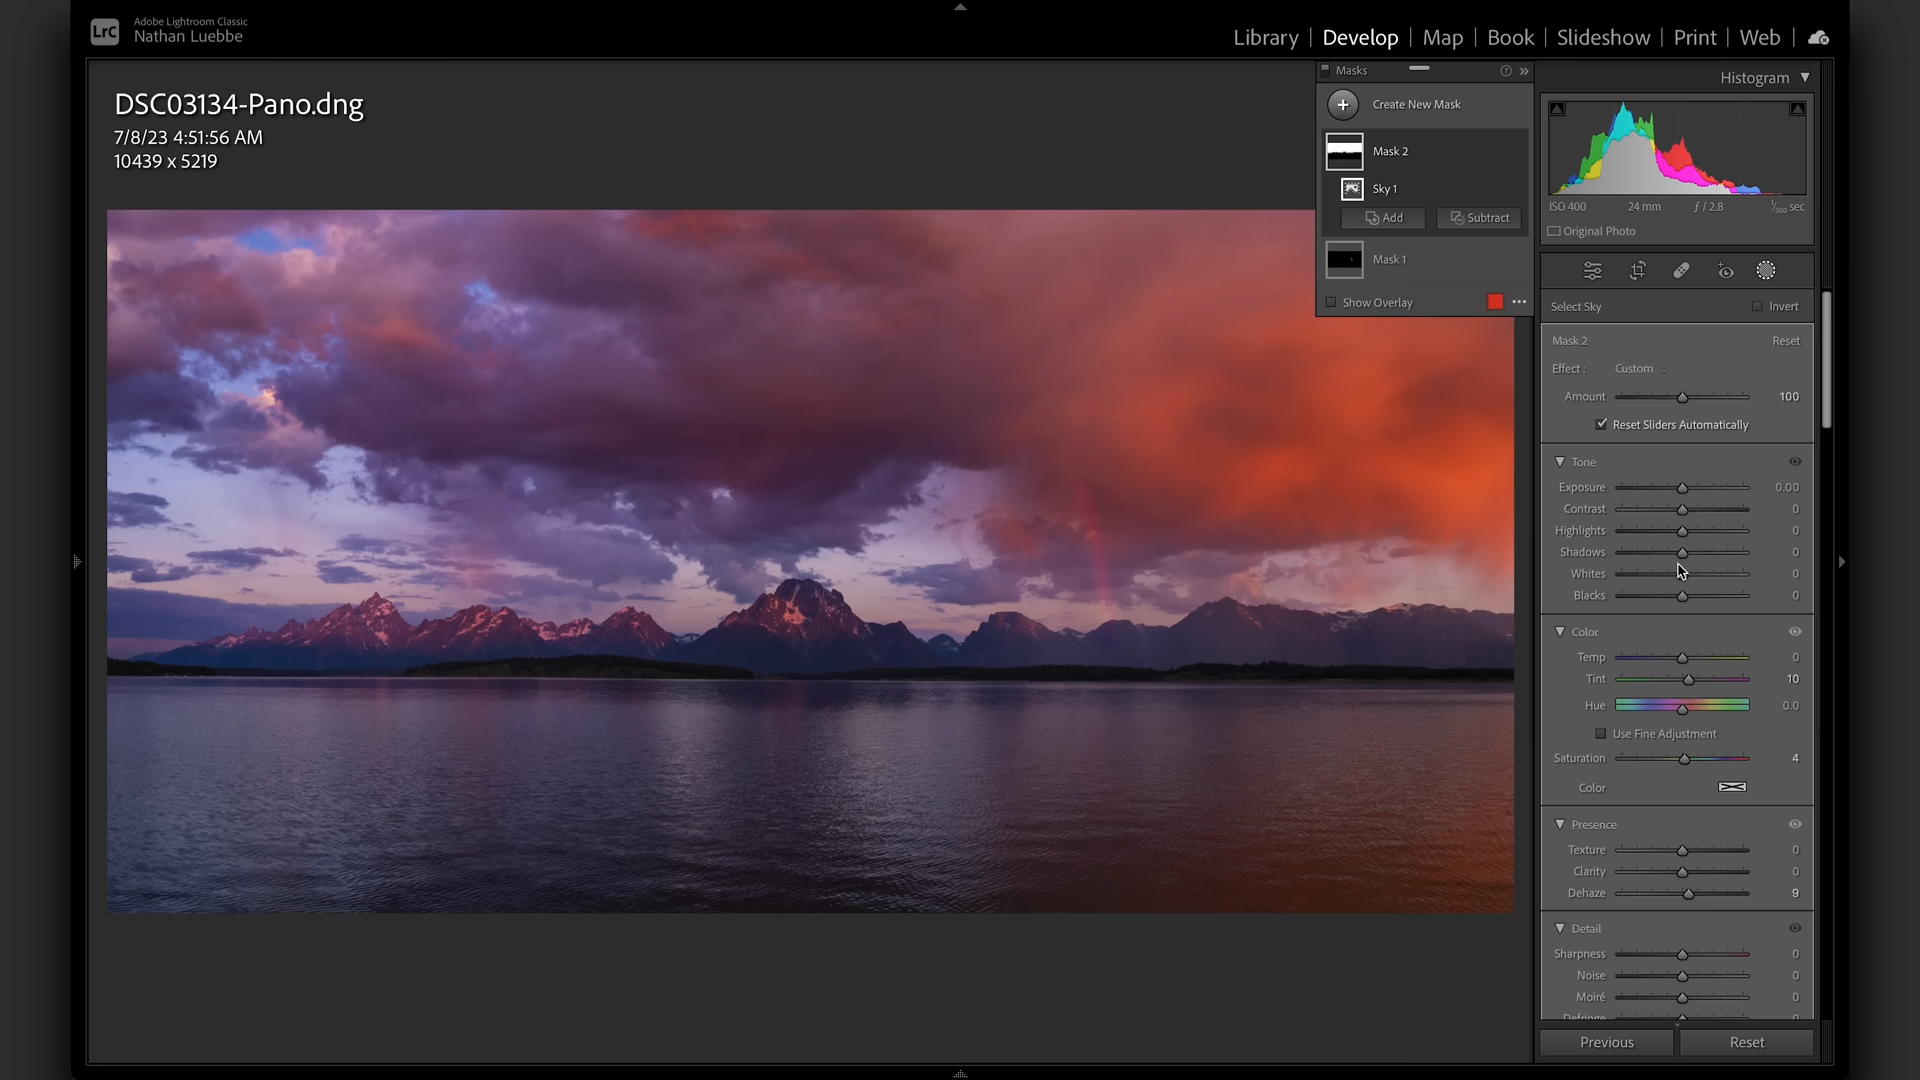 LrC
Adobe Lightroom Classic
Nathan Luebbe
Library | Develop | Map | Book | Slideshow | Print | Web |
DSC03134-Pano.dng
7/8/23 4:51:56 AM
10439 x 5219
Masks
Create New Mask
Mask 2
Sky 1
Add Subtract
Mask 1
Show Overlay
Histogram
ISO 400 24 mm ƒ / 2.8 1/500 sec
Original Photo
Select Sky Invert
Mask 2 Reset
Effect : Custom
Amount 100
Reset Sliders Automatically
Tone
Exposure 0.00
Contrast 0
Highlights 0
Shadows 0
Whites 0
Blacks 0
Color
Temp 0
Tint 10
Hue 0.0
Use Fine Adjustment
Saturation 4
Color
Presence
Texture 0
Clarity 0
Dehaze 9
Detail
Sharpness 0
Noise 0
Moiré 0
Defringe 0
Previous Reset